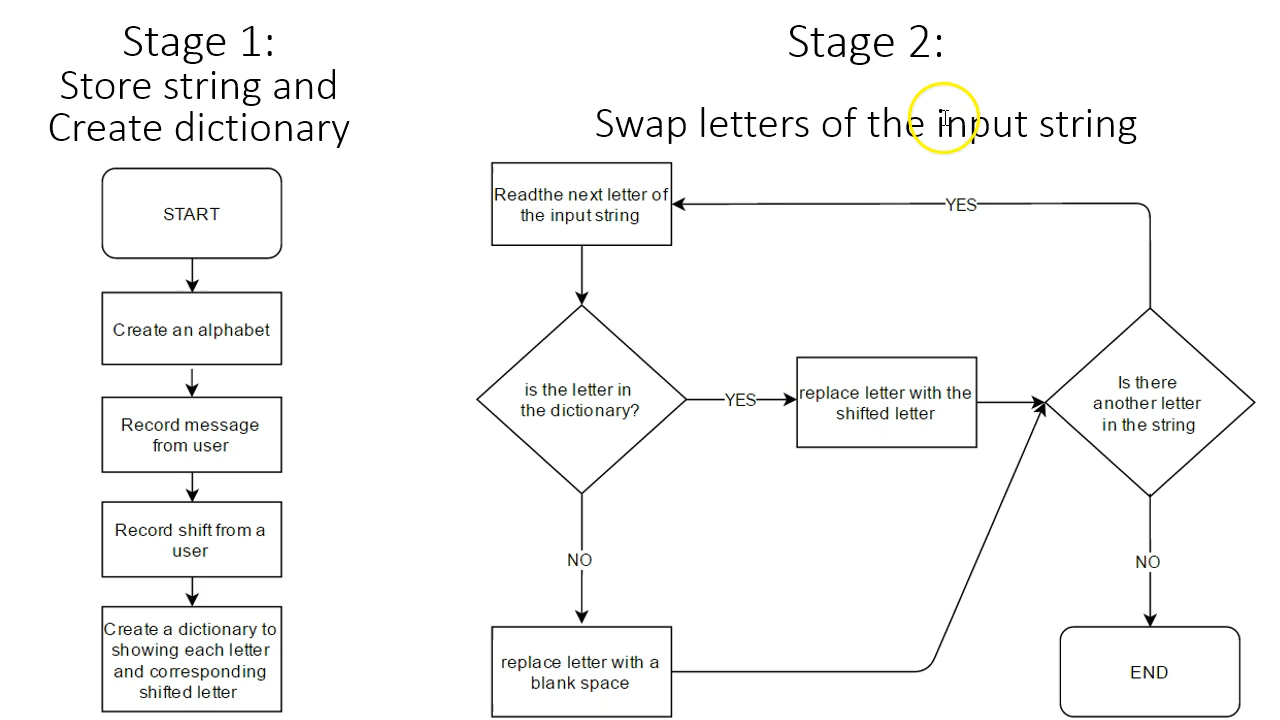 Stage 1:
Store string and
Create dictionary
START
Create an alphabet
Record message
from user
Record shift from a
user
Create a dictionary to
showing each letter
and corresponding
shifted letter
Stage 2:
Swap letters of the input string
Readthe next letter of
the input string
YES
is the letter in
the dictionary?
YES
replace letter with the
shifted letter
Is there
another letter
in the string
NO
NO
replace letter with a
blank space
END